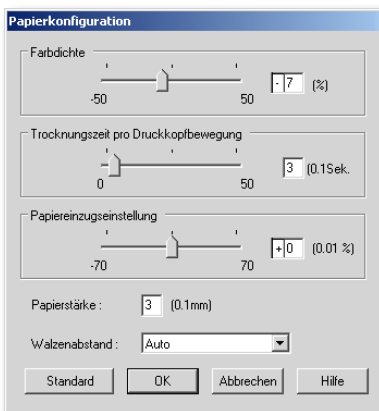 Papierkonfiguration
Farbdichte
-50 50 - 7 (%)
Trocknungszeit pro Druckkopfbewegung
0 50 3 (0.1Sek.
Papiereinzugseinstellung
-70 70 + 0 (0.01 %)
Papierstärke : 3 (0.1mm)
Walzenabstand : Auto
Standard OK Abbrechen Hilfe